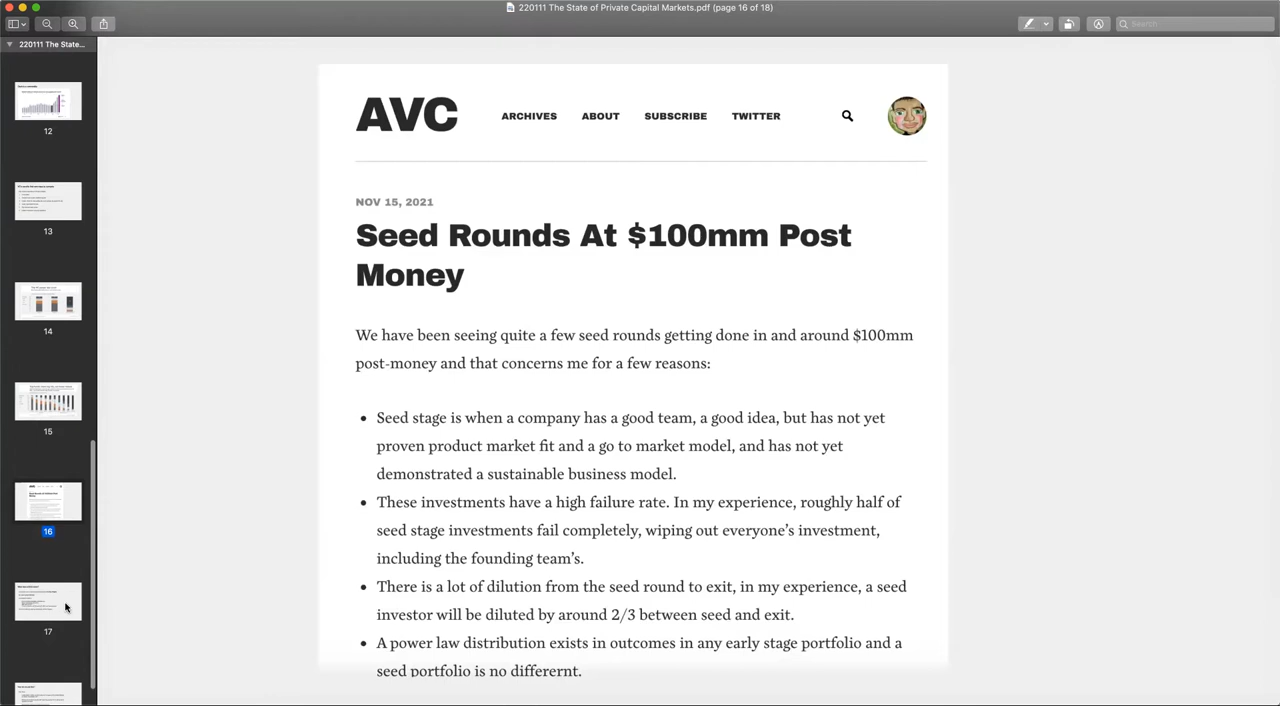 220111 The State of Private Capital Markets.pdf (page 16 of 18)
Search
220111 The State...
12
13
14
15
16
17
AVC
ARCHIVES ABOUT SUBSCRIBE TWITTER
NOV 15, 2021
Seed Rounds At $100mm Post
Money
We have been seeing quite a few seed rounds getting done in and around $100mm
post-money and that concerns me for a few reasons:
• Seed stage is when a company has a good team, a good idea, but has not yet
proven product market fit and a go to market model, and has not yet
demonstrated a sustainable business model.
• These investments have a high failure rate. In my experience, roughly half of
seed stage investments fail completely, wiping out everyone's investment,
including the founding team's.
• There is a lot of dilution from the seed round to exit, in my experience, a seed
investor will be diluted by around 2/3 between seed and exit.
• A power law distribution exists in outcomes in any early stage portfolio and a
seed portfolio is no differernt.